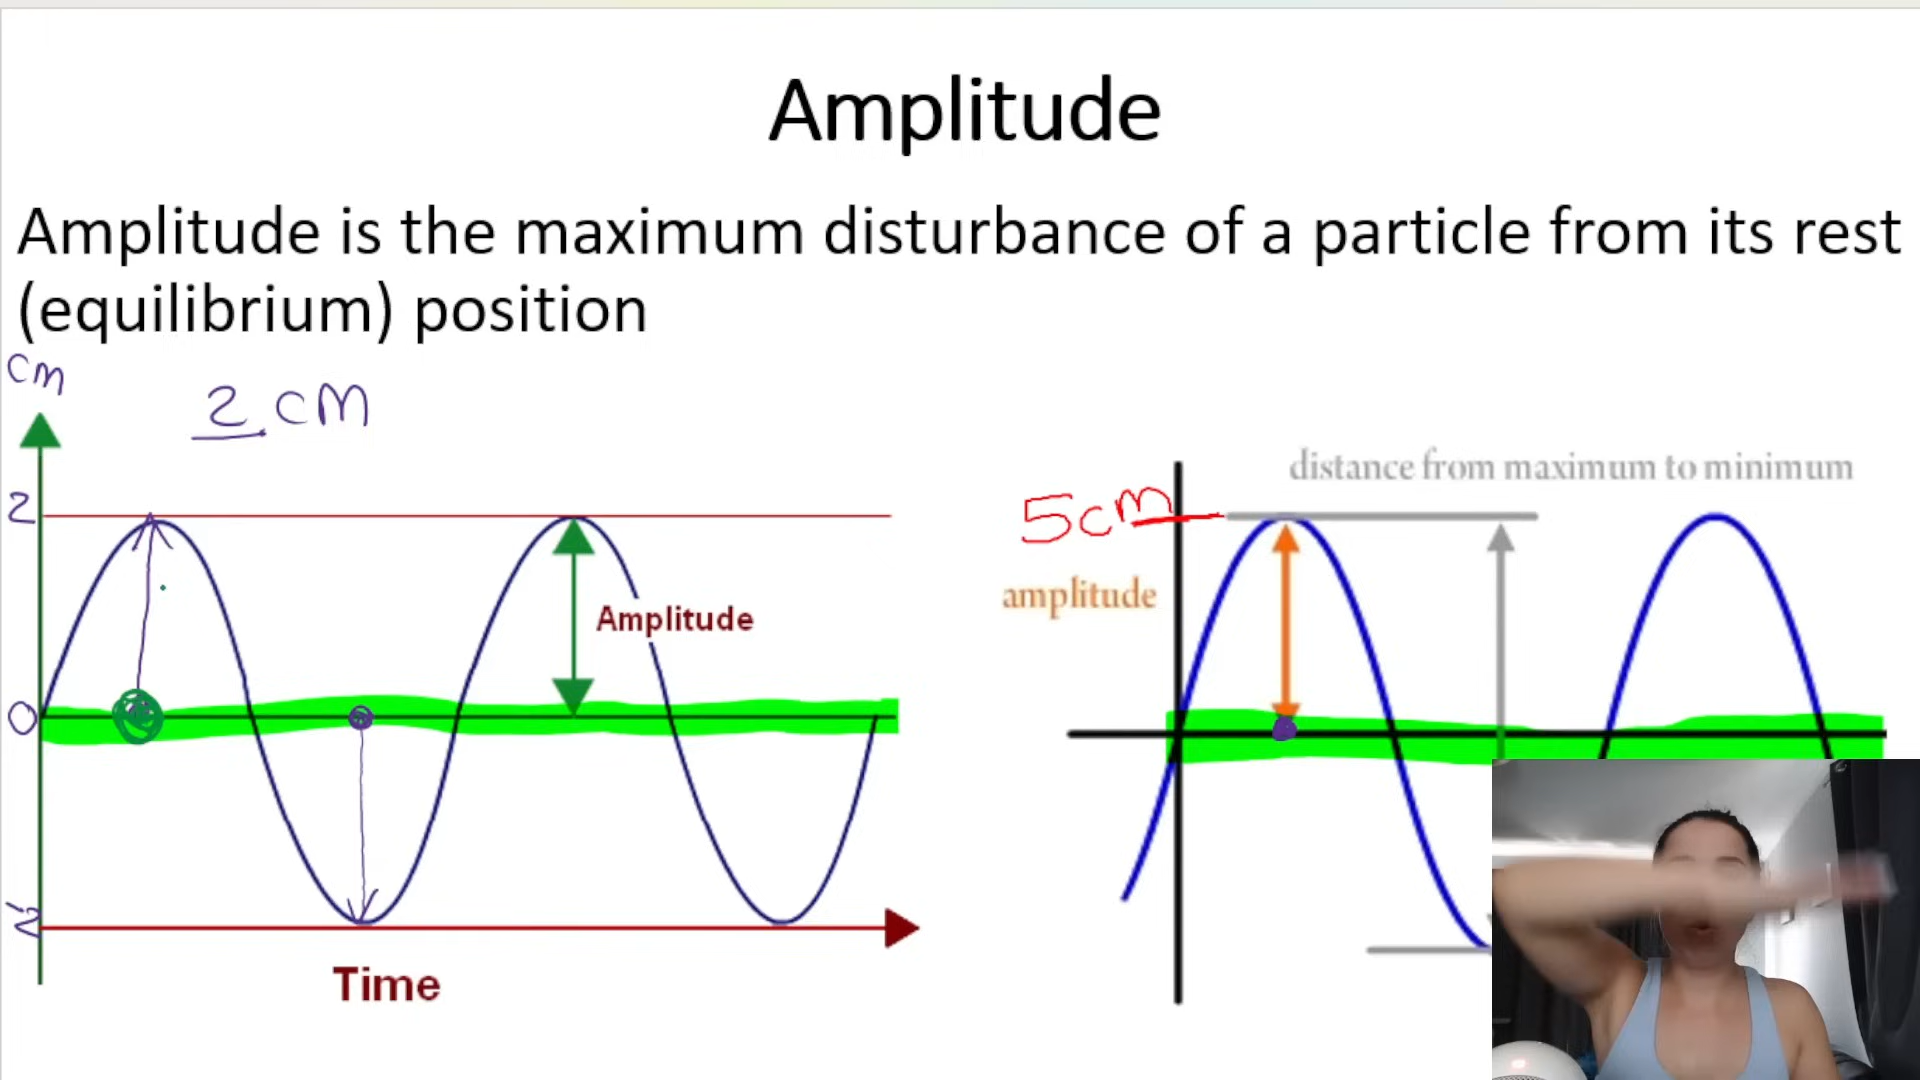 Amplitude
Amplitude is the maximum disturbance of a particle from its rest
(equilibrium) position
cm
2 cm
2
0
-2
Amplitude
Time
distance from maximum to minimum
5cm
amplitude